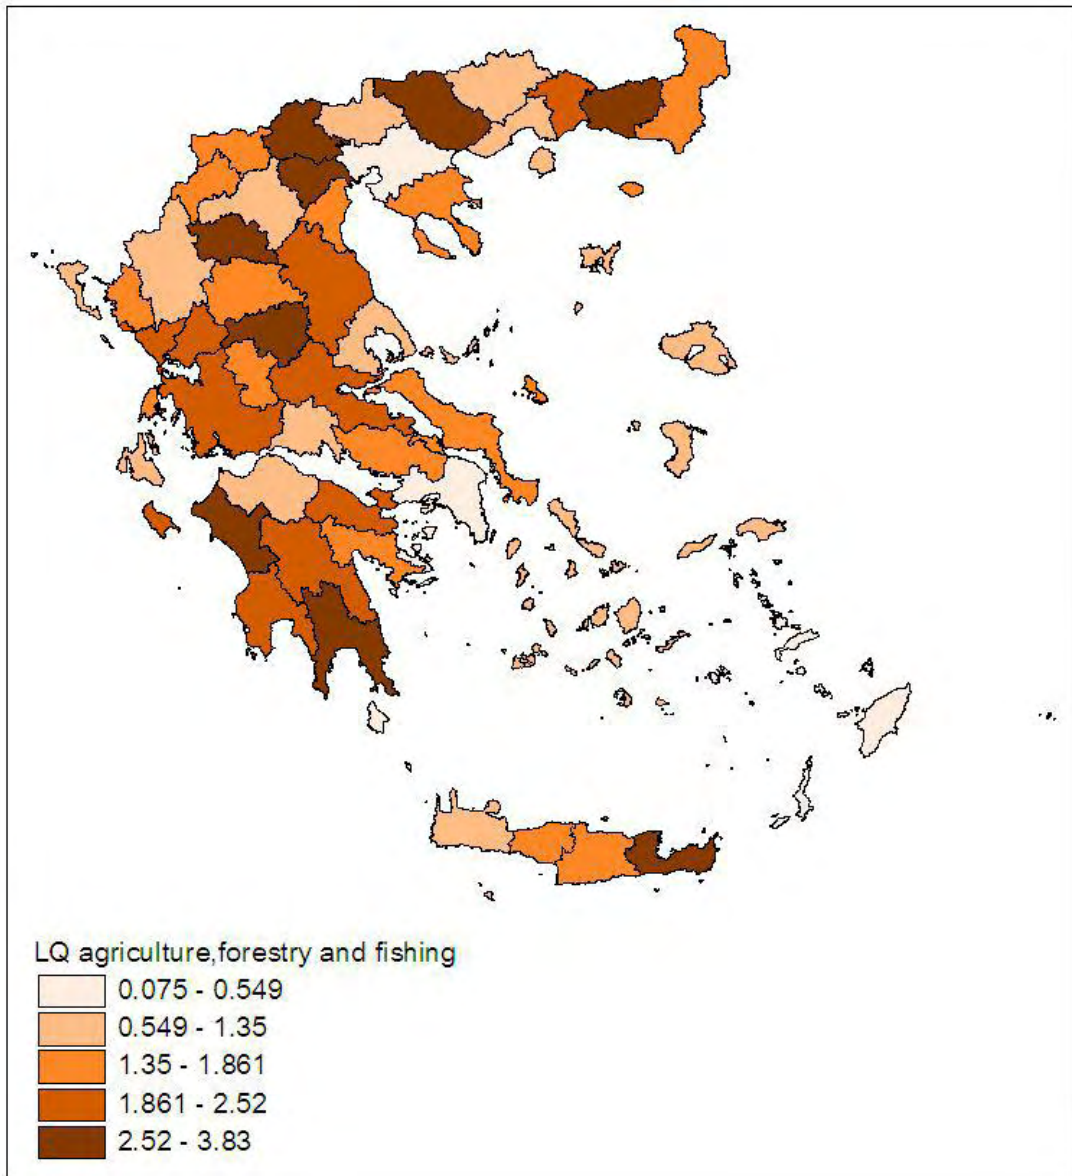 LQ agriculture,forestry and fishing
0.075 - 0.549
0.549 - 1.35
1.35 - 1.861
1.861 - 2.52
2.52 - 3.83